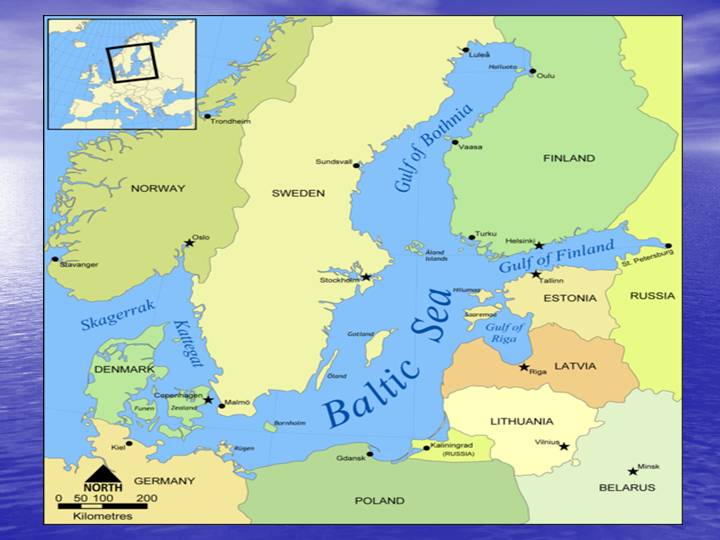 Luleå
Hailuoto
Oulu
Trondheim
Gulf of Bothnia
Vaasa
Sundsvall
FINLAND
NORWAY
SWEDEN
Oslo
Turku
Helsinki
Åland
Islands
Gulf of Finland
St. Petersburg
Stavanger
Stockholm
Tallinn
Hiiumaa
ESTONIA
RUSSIA
Skagerrak
Kattegat
Saaremaa
Gulf of
Riga
Baltic Sea
Gotland
DENMARK
Riga
LATVIA
Öland
Copenhagen
Malmö
Funen
Zealand
Bornholm
LITHUANIA
Vilnius
Kiel
Rügen
Kaliningrad
(RUSSIA)
Gdansk
Minsk
NORTH
GERMANY
BELARUS
0 50 100 200
Kilometres
POLAND